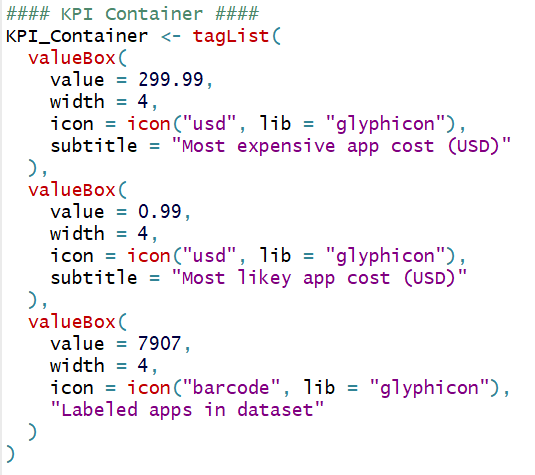 #### KPI Container ####
KPI_Container <- tagList(
  valueBox(
    value = 299.99,
    width = 4,
    icon = icon("usd", lib = "glyphicon"),
    subtitle = "Most expensive app cost (USD)"
  ),
  valueBox(
    value = 0.99,
    width = 4,
    icon = icon("usd", lib = "glyphicon"),
    subtitle = "Most likey app cost (USD)"
  ),
  valueBox(
    value = 7907,
    width = 4,
    icon = icon("barcode", lib = "glyphicon"),
    "Labeled apps in dataset"
  )
)